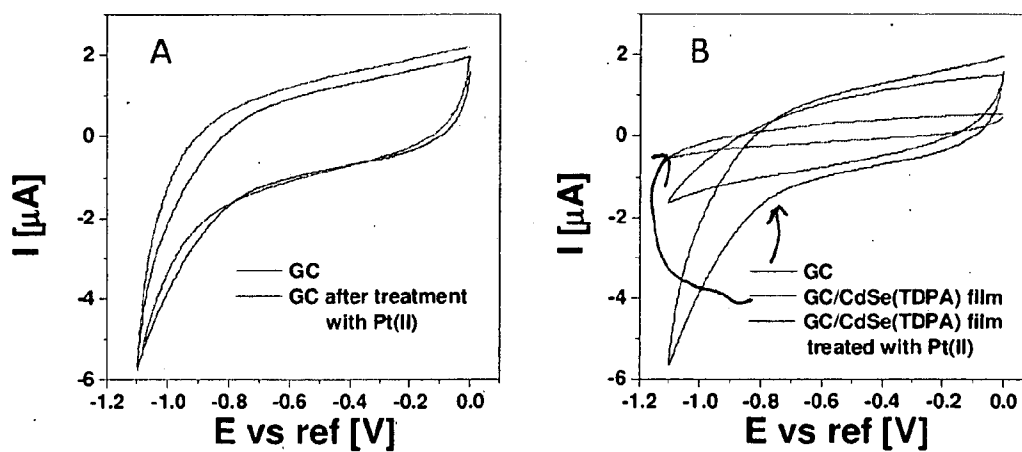 A
I [µA]
2
0
-2
-4
-6
GC
GC after treatment
with Pt(II)
-1.2 -1.0 -0.8 -0.6 -0.4 -0.2 0.0
E vs ref [V]
B
I [µA]
2
0
-2
-4
-6
GC
GC/CdSe(TDPA) film
GC/CdSe(TDPA) film
treated with Pt(II)
-1.2 -1.0 -0.8 -0.6 -0.4 -0.2 0.0
E vs ref [V]